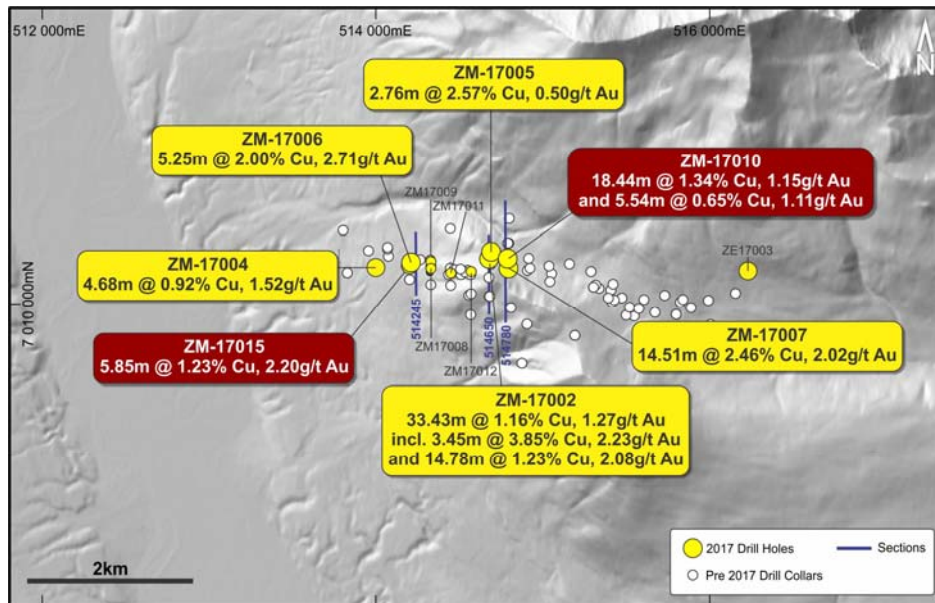 512 000mE
514 000mE
516 000mE
N
ZM-17005
2.76m @ 2.57% Cu, 0.50g/t Au
ZM-17006
5.25m @ 2.00% Cu, 2.71g/t Au
ZM-17010
18.44m @ 1.34% Cu, 1.15g/t Au
and 5.54m @ 0.65% Cu, 1.11g/t Au
ZM17009
ZM17011
ZE17003
ZM-17004
4.68m @ 0.92% Cu, 1.52g/t Au
7 010 000mN
514245
514650
514780
ZM-17015
5.85m @ 1.23% Cu, 2.20g/t Au
ZM17008
ZM17012
ZM-17007
14.51m @ 2.46% Cu, 2.02g/t Au
ZM-17002
33.43m @ 1.16% Cu, 1.27g/t Au
incl. 3.45m @ 3.85% Cu, 2.23g/t Au
and 14.78m @ 1.23% Cu, 2.08g/t Au
2km
2017 Drill Holes
Sections
Pre 2017 Drill Collars